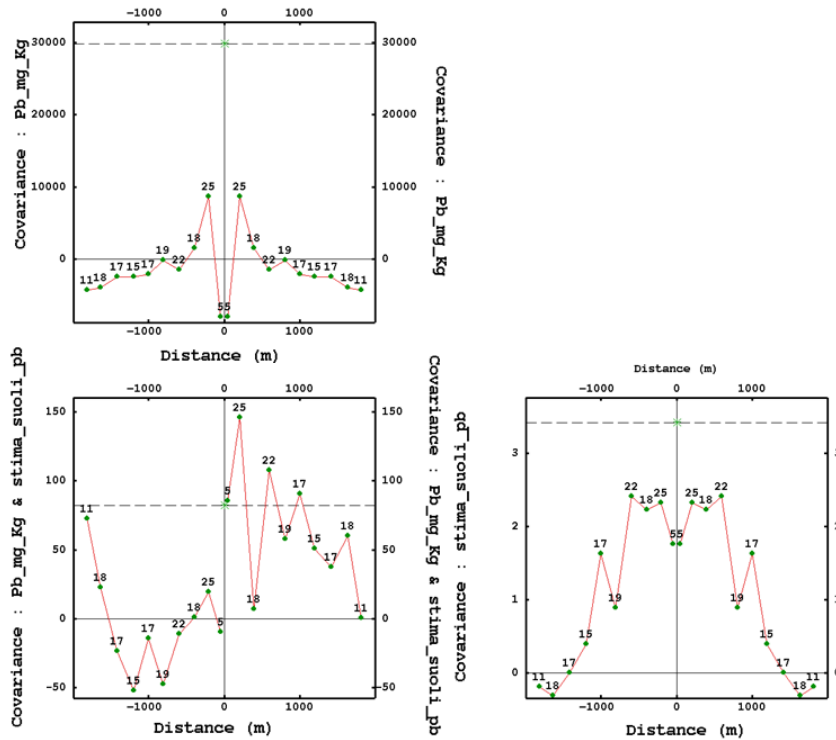 -1000 0 1000
30000 30000
20000 20000
10000 10000
0 0
Covariance : Pb_mg_Kg
Covariance : Pb_mg_Kg
11 18 17 15 17 19 22 18 25 55 25 18 22 19 17 15 17 18 11
-1000 0 1000
Distance (m)
-1000 0 1000
150 150
100 100
50 50
0 0
-50 -50
Covariance : Pb_mg_Kg & stima_suoli_pb
Covariance : Pb_mg_Kg & stima_suoli_pb
11 18 17 15 17 19 22 18 25 5 5 25 18 22 19 17 15 17 18 11
-1000 0 1000
Distance (m)
Distance (m)
-1000 0 1000
3
2
1
0 0
Covariance : stima_suoli_pb
11 18 17 15 17 19 22 18 25 55 25 18 22 19 17 15 17 18 11
-1000 0 1000
Distance (m)